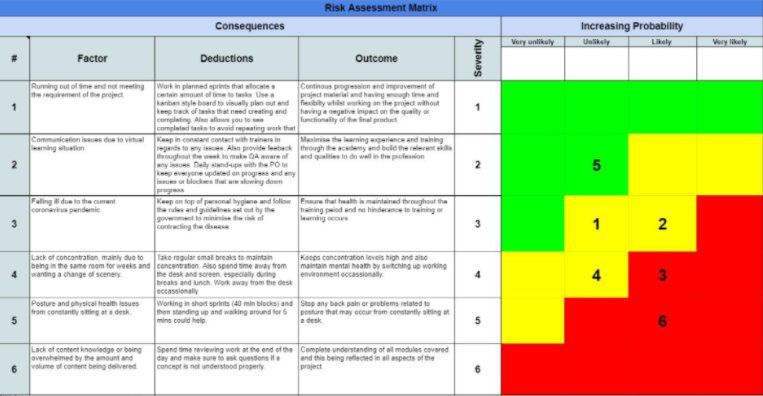 Risk Assessment Matrix
Consequences
Increasing Probability
# Factor Deductions Outcome Severity Very unlikely Unlikely Likely Very likely
1
Running out of time and not meeting
the requirement of the project
Work in planned sprints that allocate a
certain amount of time to tasks. Use a
kanban style board to visually plan out and
keep track of tasks that need creating and
completing. Also allows you to see
completed tasks to avoid repeating work that
Continous progression and improvement of
project material and having enough time and
flexibilty whilst working on the project without
having a negative impact on the quality or
functionality of the final product.
1
2
Communication issues due to virtual
learning situation.
Keep in constant contact with trainers in
regards to any issues. Also provide feeback
throughout the week to make QA aware of
any issues. Daily stand-ups with the PO to
keep everyone updated on progress and any
issues or blockers that are slowing down
progress
Maximise the learning experience and training
through the academy and build the relevant skills
and qualities to do well in the profession
2
5
3
Falling ill due to the current
coronavirus pandemic.
Keep on top of personal hygiene and follow
the rules and guidelines set out by the
government to minimise the risk of
contracting the disease.
Ensure that health is maintained throughout the
training peiod and no hinderance to training or
learning occurs.
3
1
2
4
Lack of concentration, mainly due to
being in the same room for weeks and
wanting a change of scenery.
Take regular small breaks to maintain
concentration. Also spend time away from
the desk and screen, especially during
breaks and lunch. Work away from the desk
occassionally
Keeps concentration levels high and also
maintain mental health by switching up working
environment occassionally.
4
4
3
5
Posture and physical health issues
from constantly sitting at a desk.
Working in short sprints (40 min blocks) and
then standing up and walking around for 5
mins could help.
Stop any back pain or problems related to
posture that may occur from constantly sitting at
a desk.
5
6
6
Lack of content knowledge or being
overwhelmed by the amount and
volume of content being delivered.
Spend time reviewing work at the end of the
day and make sure to ask questions if a
concept is not understood properly.
Complete understanding of all modules covered
and this being reflected in all aspects of the
project.
6